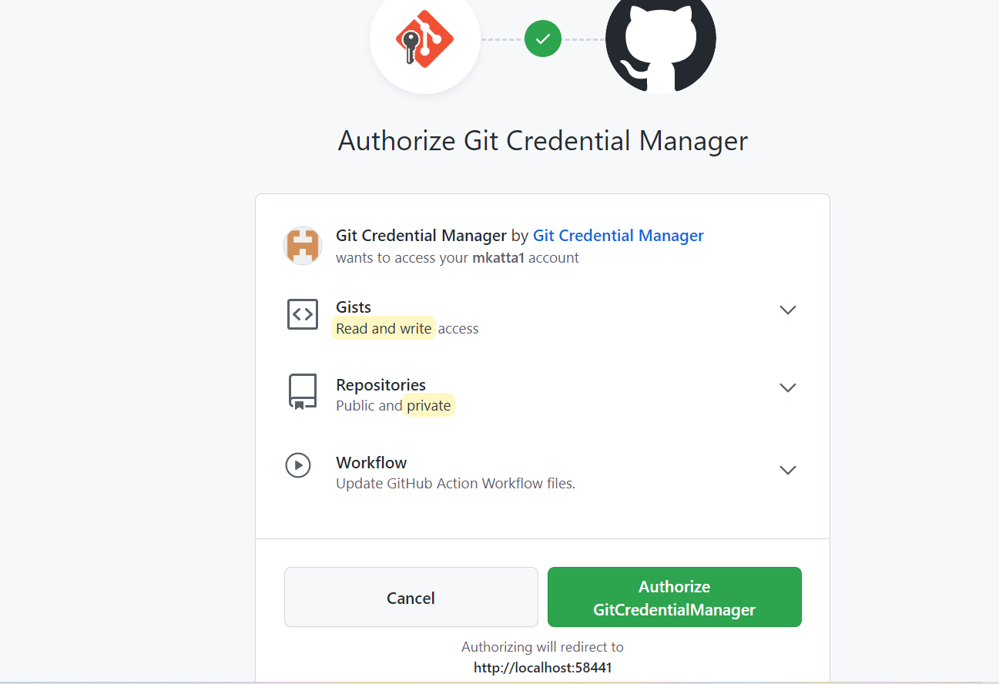 Authorize Git Credential Manager
Git Credential Manager by Git Credential Manager
wants to access your mkatta1 account
Gists
Read and write access
Repositories
Public and private
Workflow
Update GitHub Action Workflow files.
Cancel
Authorize
GitCredentialManager
Authorizing will redirect to
http://localhost:58441